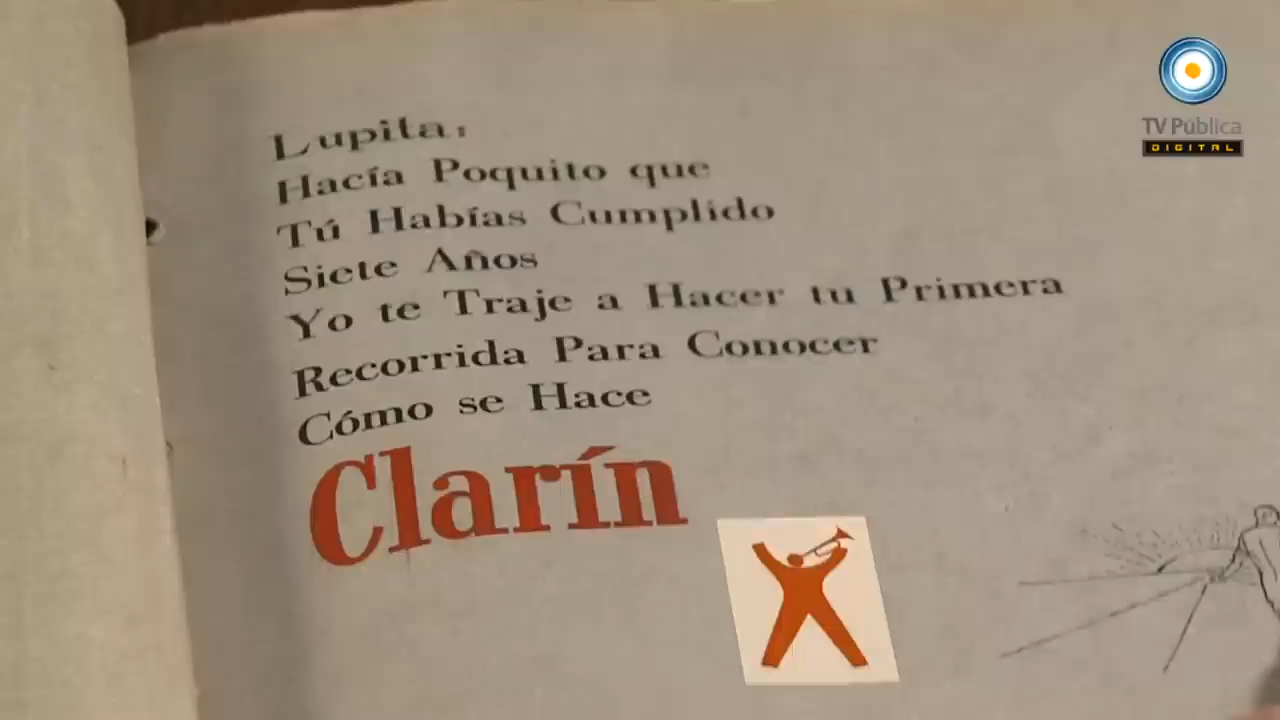 Lupita:
Hacía Poquito que
Tú Habías Cumplido
Siete Años
Yo te Traje a Hacer tu Primera
Recorrida Para Conocer
Cómo se Hace
Clarín
TV Pública
DIGITAL